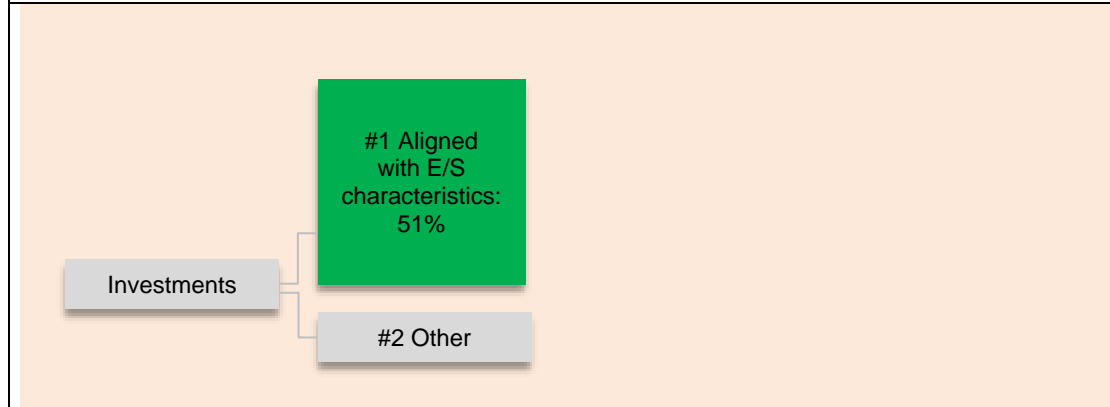 #1 Aligned
with E/S
characteristics:
51%
Investments
#2 Other